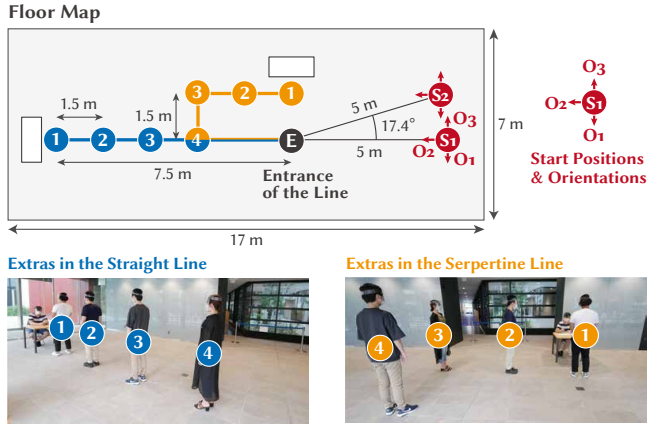 Floor Map
O3
3
2
1
S2
5 m
1.5 m
1.5 m
17.4°
O3
S1
O2
O1
7 m
O2
S1
O1
1
2
3
4
E
5 m
Start Positions
& Orientations
7.5 m
Entrance
of the Line
17 m
Extras in the Straight Line
Extras in the Serpertine Line
1
2
3
4
4
3
2
1